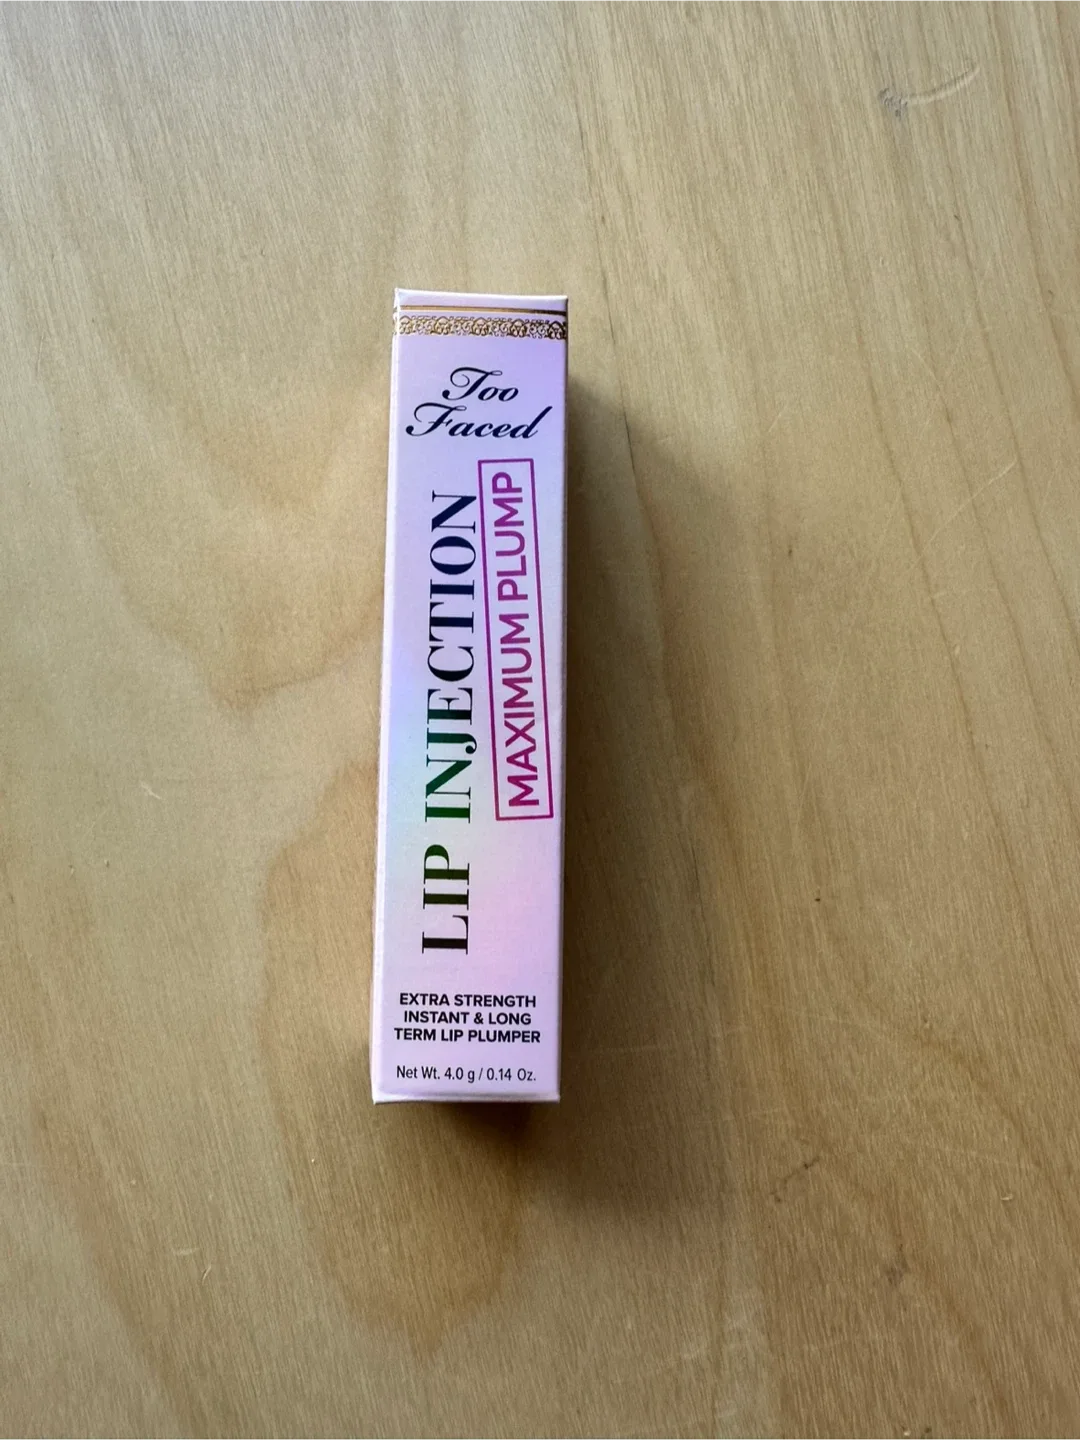 Too
Faced
LIP INJECTION
MAXIMUM PLUMP
EXTRA STRENGTH
INSTANT & LONG
TERM LIP PLUMPER
Net Wt. 4.0 g / 0.14 Oz.